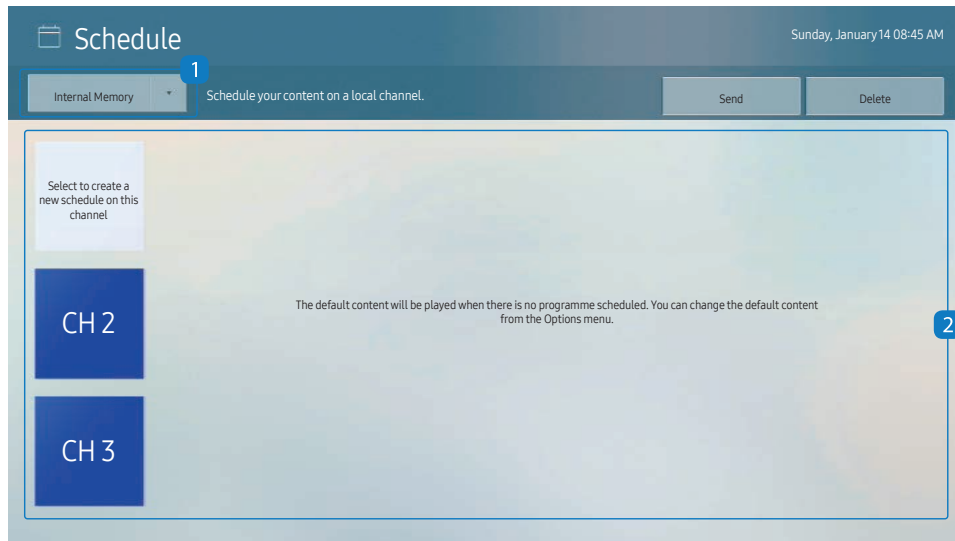 Schedule
Sunday, January 14 08:45 AM
1
Internal Memory
Schedule your content on a local channel.
Send
Delete
Select to create a
new schedule on this
channel
CH 2
The default content will be played when there is no programme scheduled. You can change the default content
from the Options menu.
2
CH 3